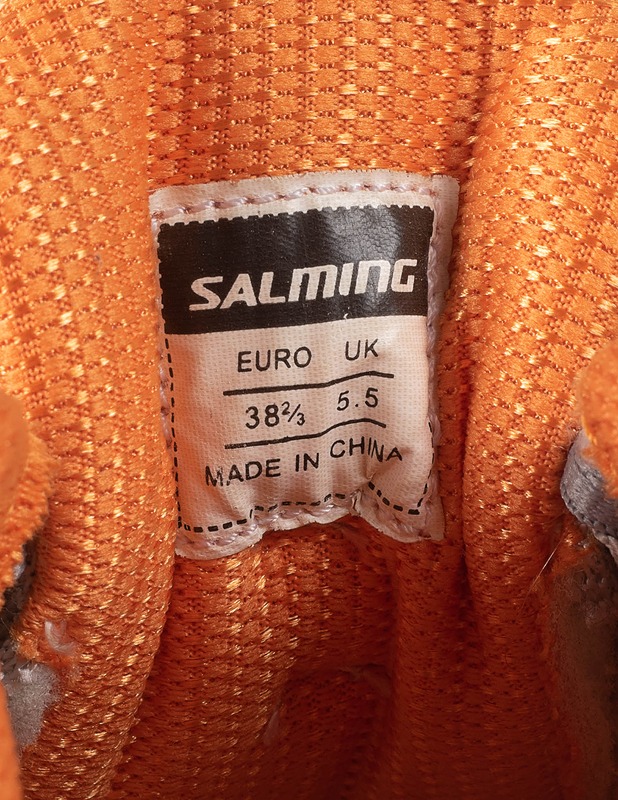 SALMING
EURO UK
38⅔ 5.5
MADE IN CHINA